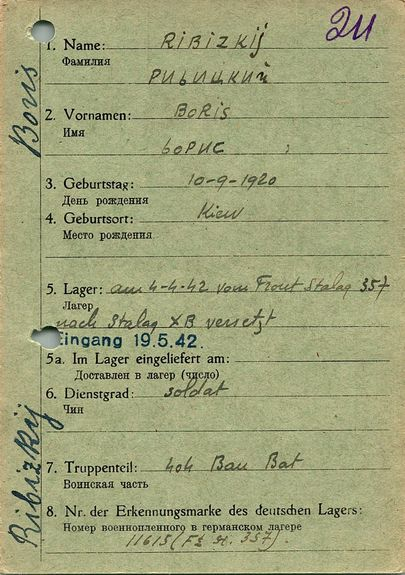 211
1. Name: RIBIZKIJ
Фамилия
РИЬИЦКИЙ
2. Vornamen: BORIS
Имя
БОРИС
3. Geburtstag: 10-9-1920
День рождения
4. Geburtsort: Kiew
Место рождения
5. Lager: am 4-4-42 vom Front Stalag 357
Лагер
nach Stalag XB versetzt
Eingang 19.5.42.
5a. Im Lager eingeliefert am:
Доставлен в лагер (число)
6. Dienstgrad: soldat
Чин
7. Truppenteil: 404 Bau Bat
Воинская часть
8. Nr. der Erkennungsmarke des deutschen Lagers:
Номер военнопленного в германском лагере
11615 (Fr st. 357).
Boris
Ribizkij